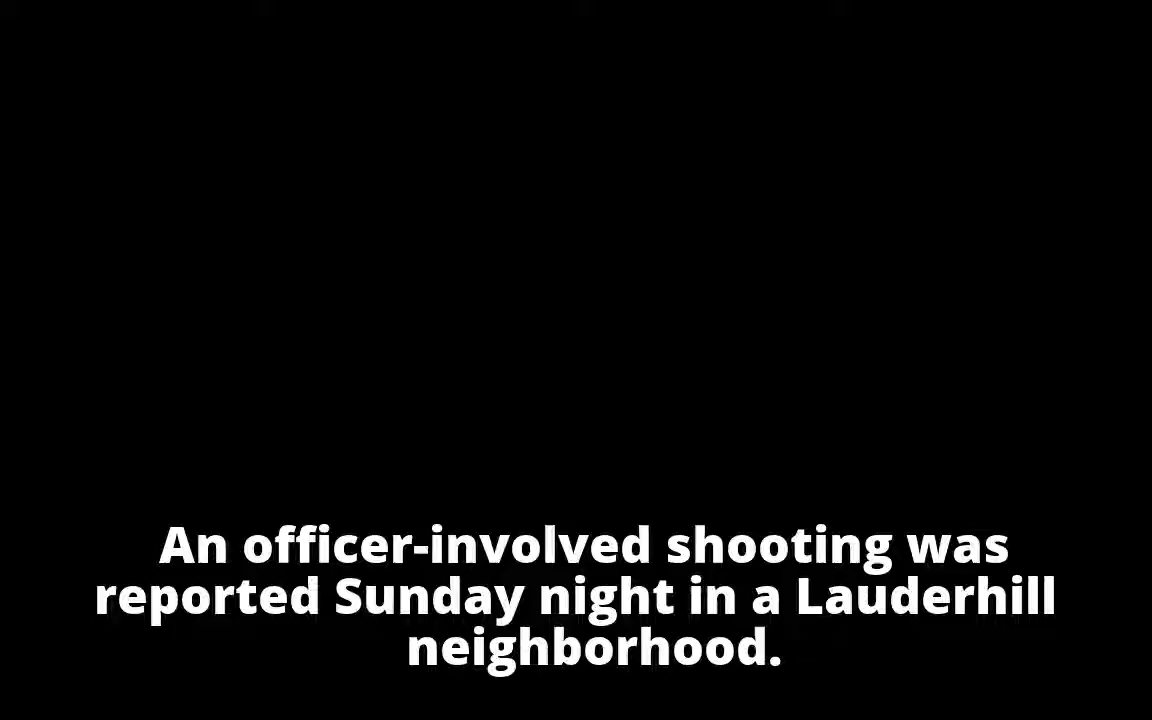 An officer-involved shooting was
reported Sunday night in a Lauderhill
neighborhood.